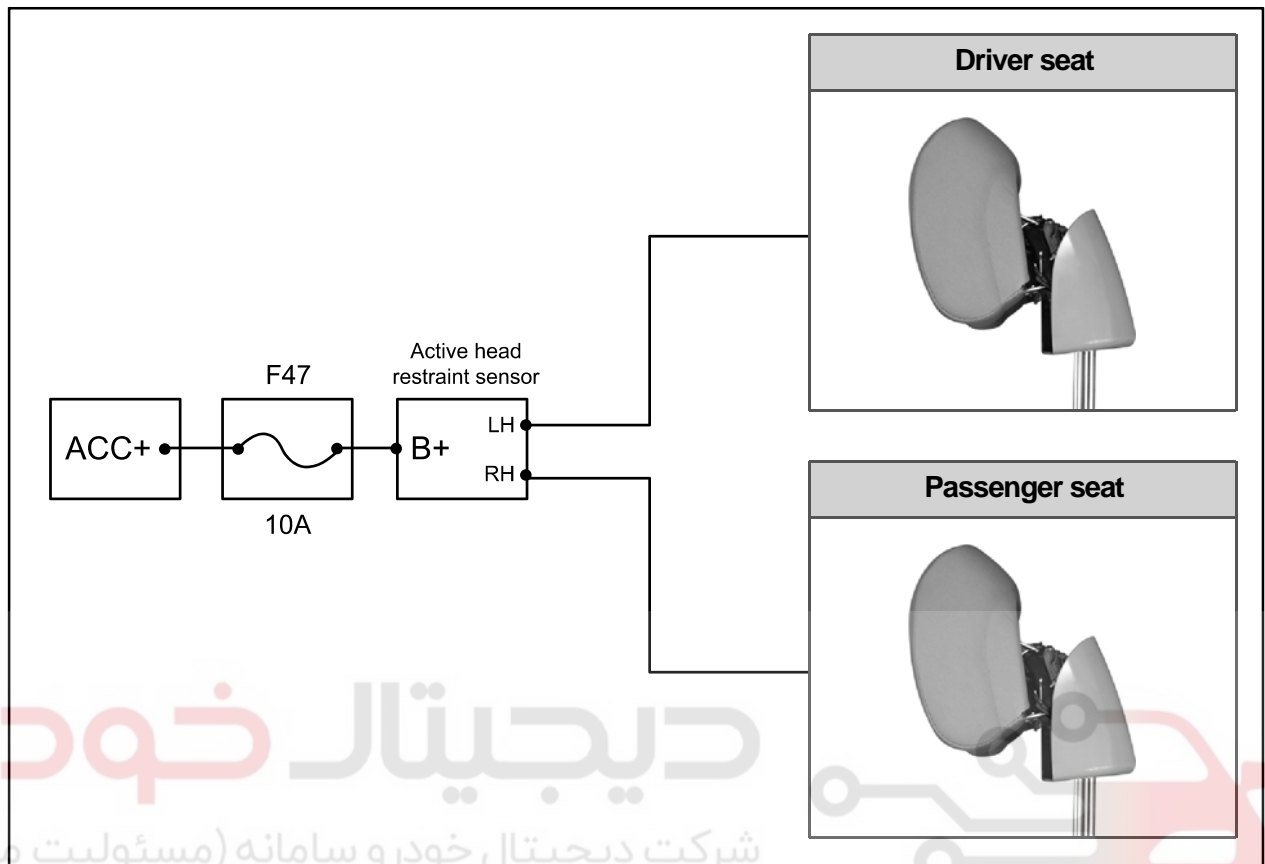 Driver seat
Active head
restraint sensor
F47
ACC+
B+
LH
RH
10A
Passenger seat
دیجیتال خود
شرکت دیجیتال خودرو سامانه (مسئولیت